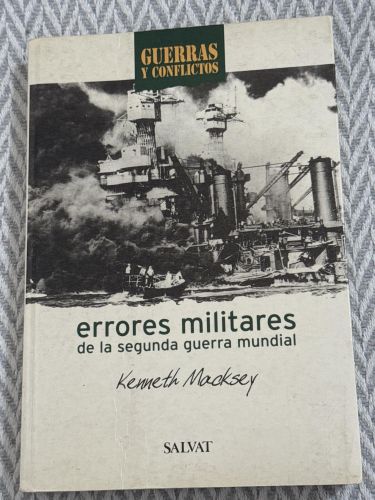 GUERRAS
Y CONFLICTOS
errores militares
de la segunda guerra mundial
Kenneth Macksey
SALVAT